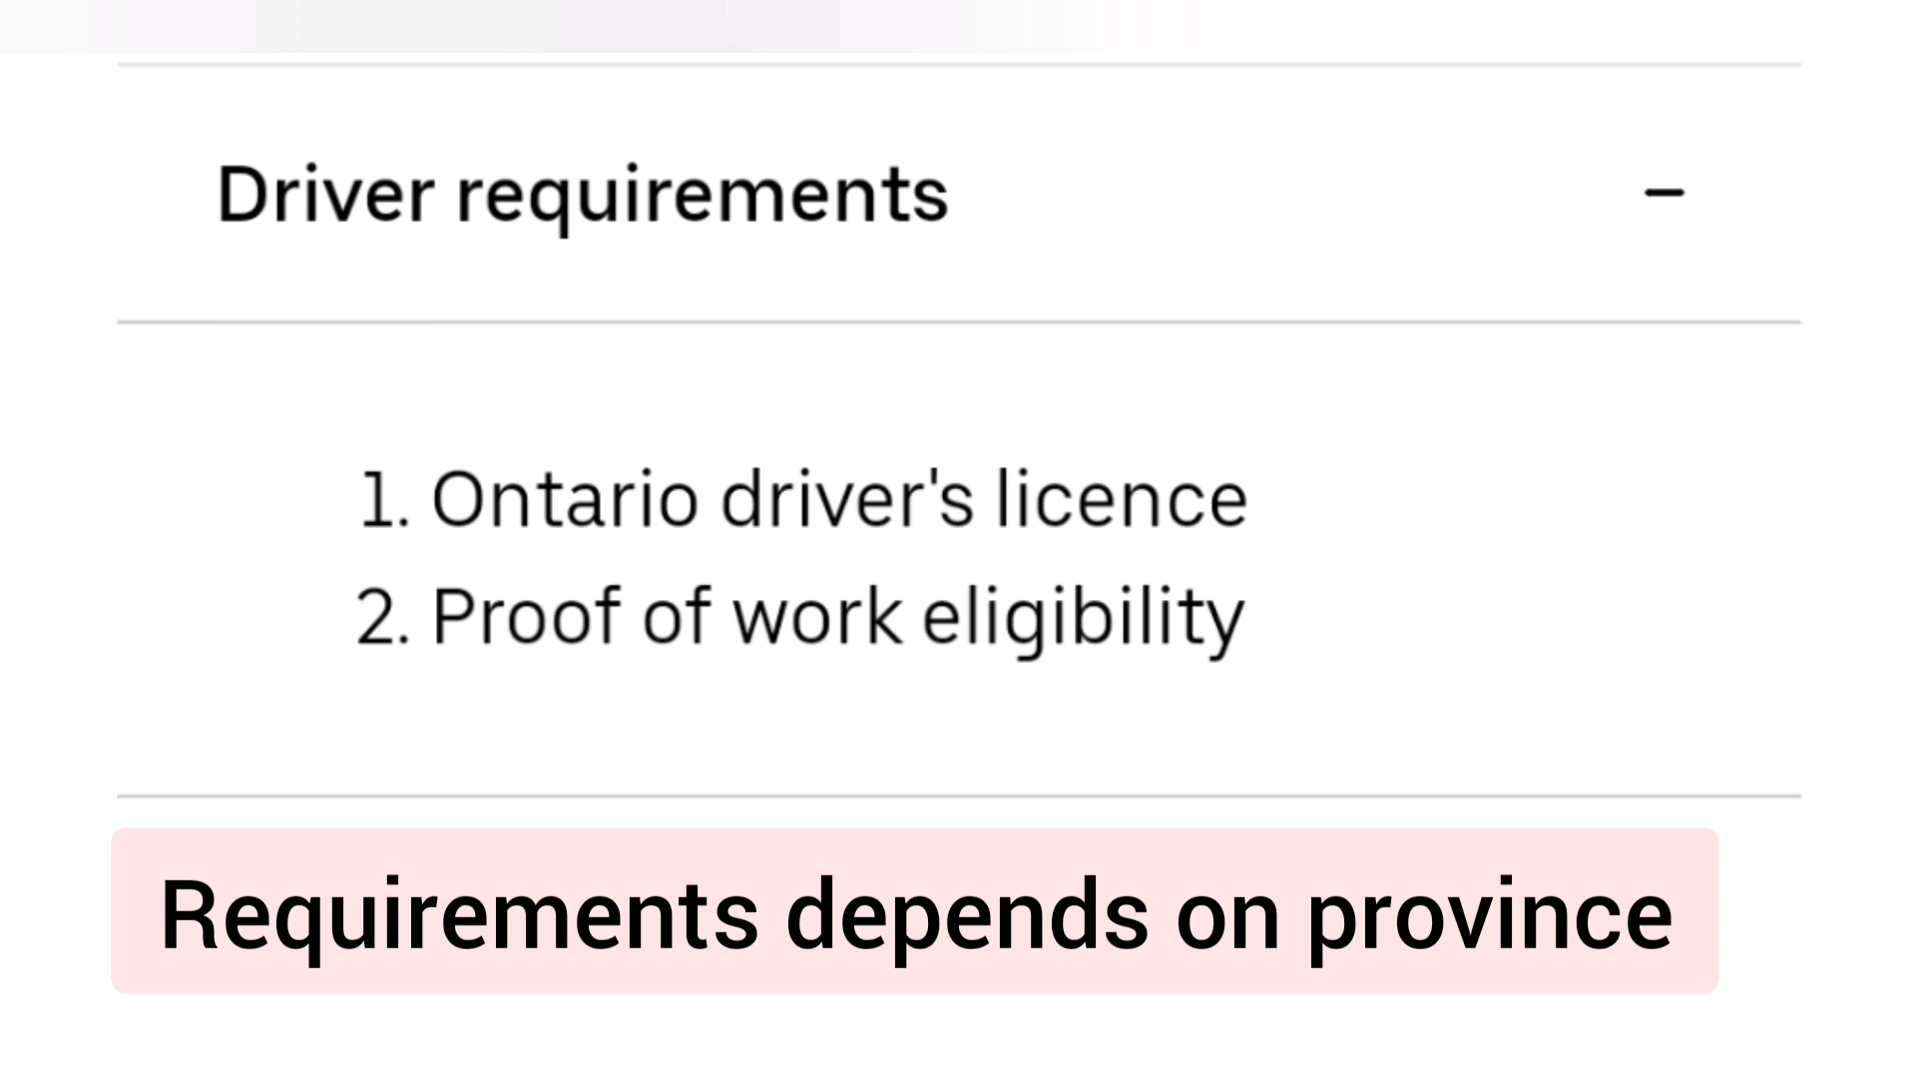 Driver requirements
1. Ontario driver's licence
2. Proof of work eligibility
Requirements depends on province